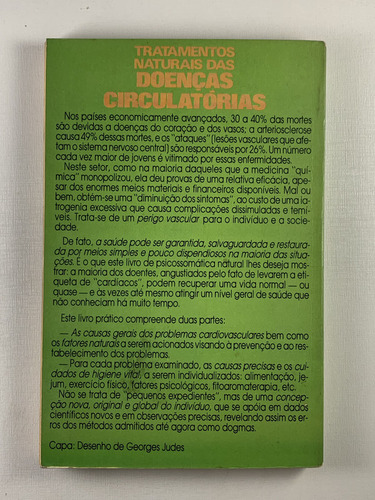 TRATAMENTOS
NATURAIS DAS
DOENÇAS
CIRCULATÓRIAS
Nos países economicamente avançados, 30 a 40% das mortes
são devidas a doenças do coração e dos vasos; a arteriosclerose
causa 49% dessas mortes, e os "ataques" (lesões vasculares que afe-
tam o sistema nervoso central) são responsáveis por 26%. Um número
cada vez maior de jovens é vitimado por essas enfermidades.
Neste setor, como na maioria daqueles que a medicina "quí-
mica" monopolizou, ela deu provas de uma relativa eficácia, ape-
sar dos enormes meios materiais e financeiros disponíveis. Mal ou
bem, obtém-se uma "diminuição dos sintomas", ao custo de uma ia-
trogenia excessiva que causa complicações dissimuladas e temí-
veis. Trata-se de um perigo vascular para o indivíduo e a socie-
dade.
De fato, a saúde pode ser garantida, salvaguardada e restaura-
da por meios simples e pouco dispendiosos na maioria das situa-
ções. É o que este livro de psicossomática natural lhes deseja mos-
trar: a maioria dos doentes, angustiados pelo fato de levarem a eti-
queta de "cardíacos", podem recuperar uma vida normal — ou
quase — e às vezes até mesmo atingir um nível geral de saúde que
não conheciam há muito tempo.
Este livro prático compreende duas partes:
— As causas gerais dos problemas cardiovasculares bem como
os fatores naturais a serem acionados visando à prevenção e ao res-
tabelecimento dos problemas.
— Para cada problema examinado, as causas precisas e os cui-
dados de higiene vital, a serem individualizados: alimentação, je-
jum, exercício físico, fatores psicológicos, fitoaromaterapia, etc.
Não se trata de "pequenos expedientes", mas de uma concep-
ção nova, original e global do indivíduo, que se apóia em dados
científicos novos e em observações precisas, revelando assim os er-
ros dos métodos admitidos até agora como dogmas.
Capa: Desenho de Georges Judes